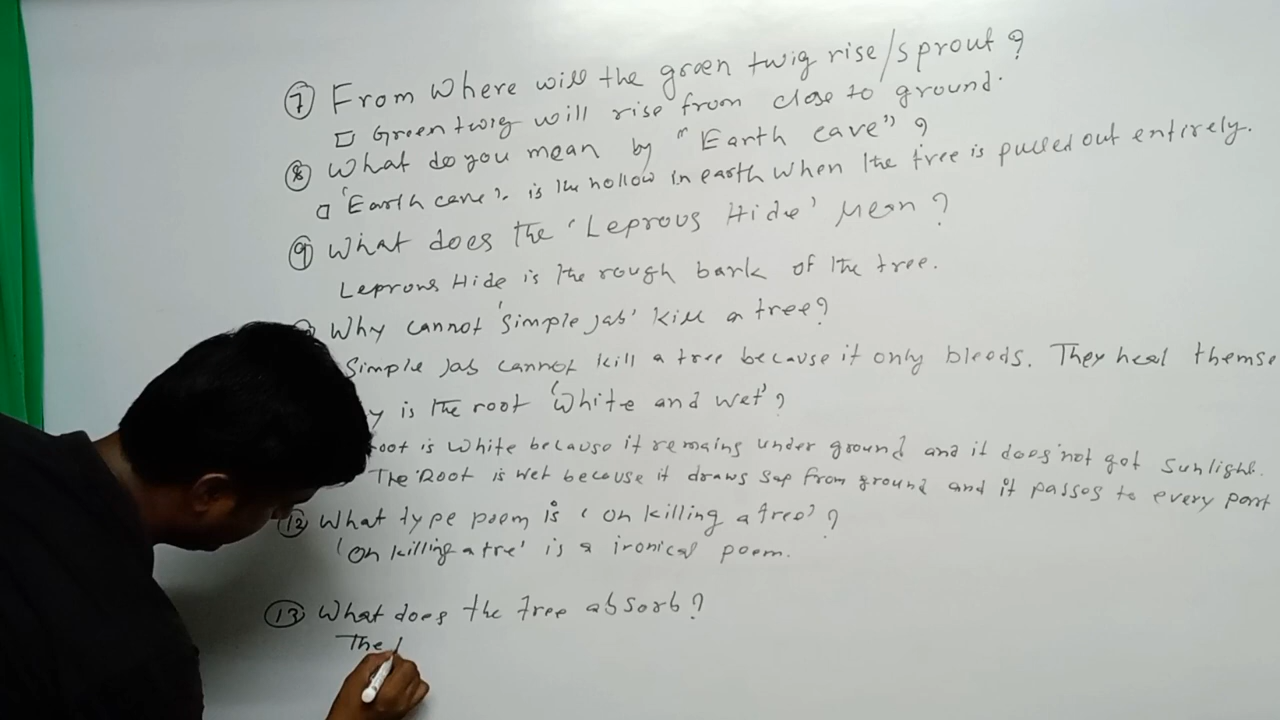 ⑦ From where will the green twig rise/sprout?
□ Green twig will rise from close to ground.
⑧ What do you mean by "Earth cave"?
□ 'Earth cave' is the hollow in earth when the tree is pulled out entirely.
⑨ What does the 'Leprous Hide' Mean?
Leprous Hide is the rough bark of the tree.
Why cannot 'simple jab' kill a tree?
Simple jab cannot kill a tree because it only bleeds. They heal themse
y is the root 'White and wet'?
oot is white because it remains under ground and it does not got sunlight.
The Root is wet because it draws sap from ground and it passes to every part
⑫ What type poem is 'on killing a tree'?
'On killing a tre' is a ironical poem.
⑬ What does the tree absorb?
The